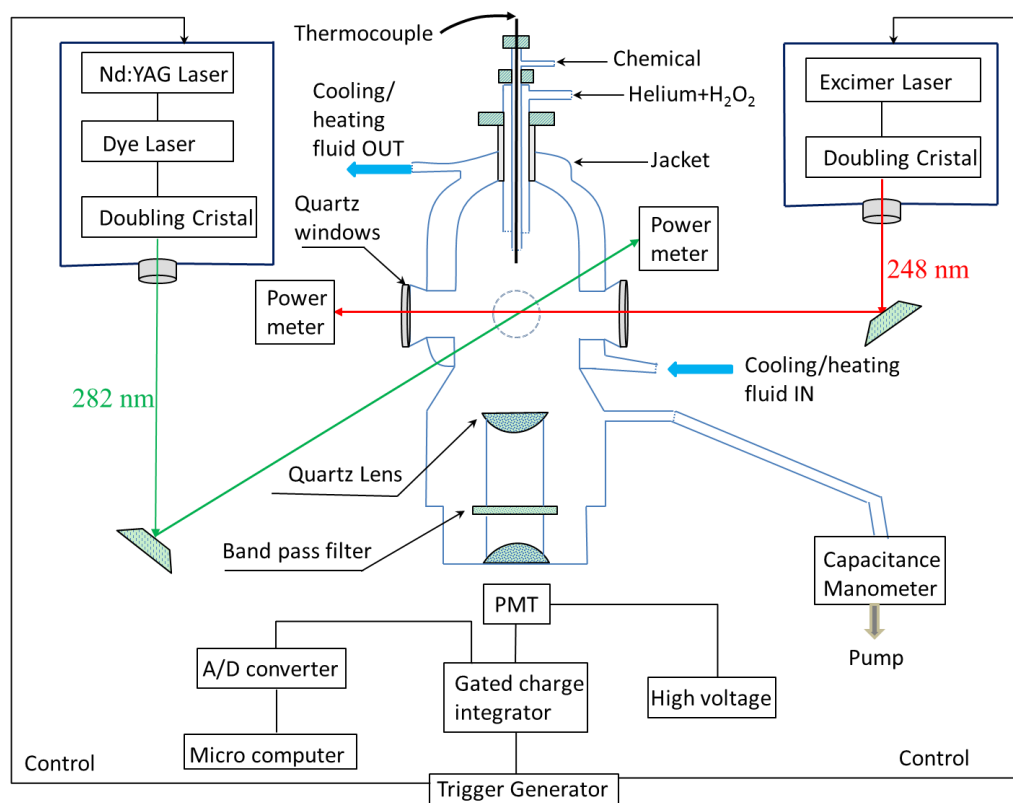 Thermocouple
Nd:YAG Laser
Dye Laser
Doubling Cristal
Cooling/
heating
fluid OUT
Quartz
windows
Chemical
Helium+H₂O₂
Jacket
Excimer Laser
Doubling Cristal
Power
meter
Power
meter
248 nm
282 nm
Cooling/heating
fluid IN
Quartz Lens
Band pass filter
Capacitance
Manometer
Pump
PMT
A/D converter
Gated charge
integrator
High voltage
Micro computer
Control
Control
Trigger Generator